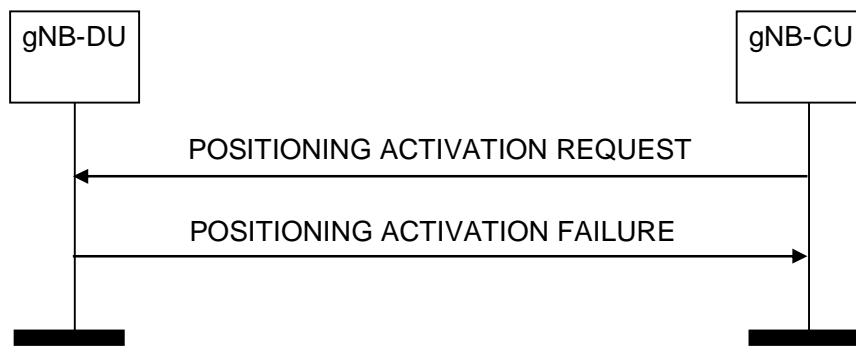 gNB-DU
gNB-CU
POSITIONING ACTIVATION REQUEST
POSITIONING ACTIVATION FAILURE